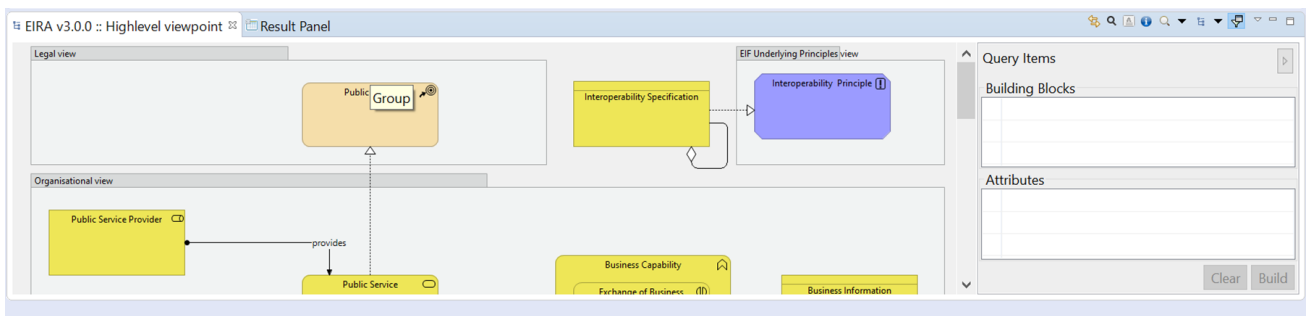 EIRA v3.0.0 :: Highlevel viewpoint
Result Panel
Legal view
EIF Underlying Principles view
Query Items
Public
Group
Interoperability Specification
Interoperability Principle
Building Blocks
Organisational view
Attributes
Public Service Provider
provides
Business Capability
Public Service
Exchange of Business
Business Information
Clear
Build